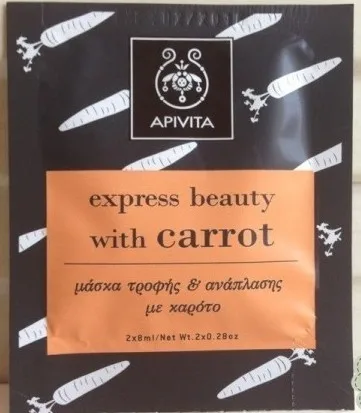 APIVITA
express beauty
with carrot
μάσκα τροφής & ανάπλασης
με καρότο
2x8ml/Net Wt.2x0.28oz